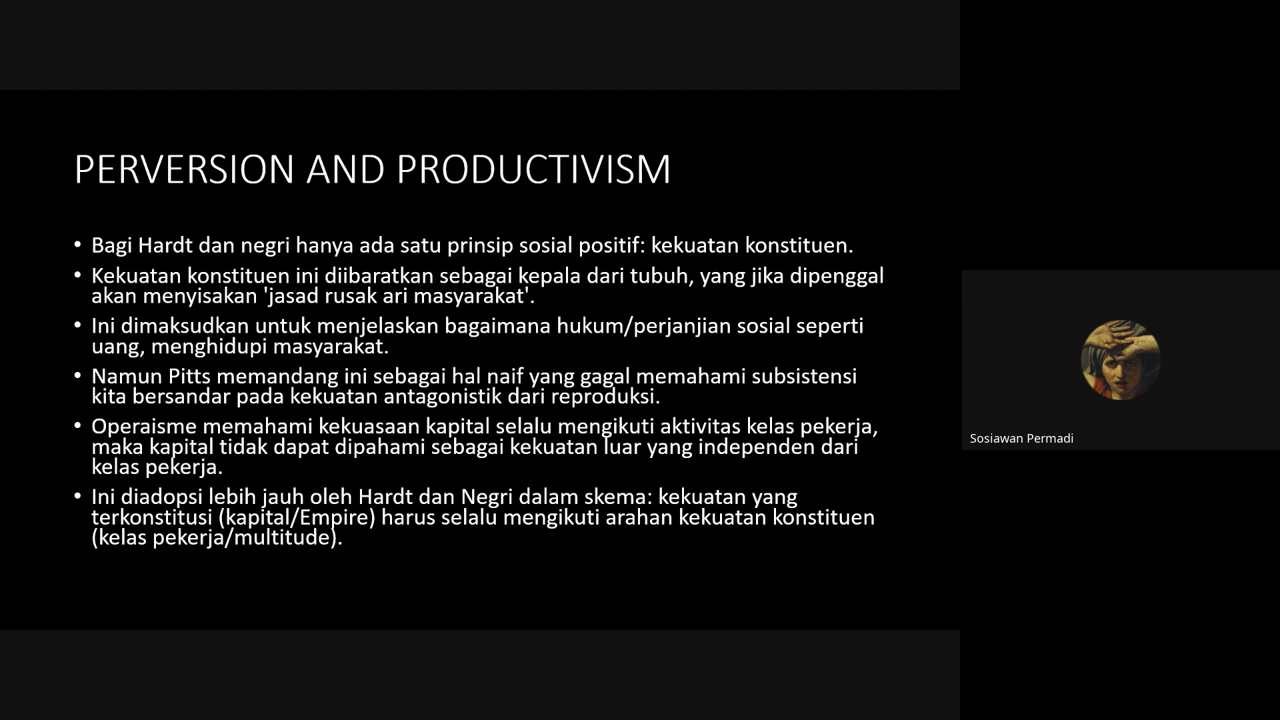 PERVERSION AND PRODUCTIVISM
• Bagi Hardt dan negri hanya ada satu prinsip sosial positif: kekuatan konstituen.
• Kekuatan konstituen ini diibaratkan sebagai kepala dari tubuh, yang jika dipenggal
akan menyisakan 'jasad rusak ari masyarakat'.
• Ini dimaksudkan untuk menjelaskan bagaimana hukum/perjanjian sosial seperti
uang, menghidupi masyarakat.
• Namun Pitts memandang ini sebagai hal naif yang gagal memahami subsistensi
kita bersandar pada kekuatan antagonistik dari reproduksi.
• Operaisme memahami kekuasaan kapital selalu mengikuti aktivitas kelas pekerja,
maka kapital tidak dapat dipahami sebagai kekuatan luar yang independen dari
kelas pekerja.
• Ini diadopsi lebih jauh oleh Hardt dan Negri dalam skema: kekuatan yang
terkonstitusi (kapital/Empire) harus selalu mengikuti arahan kekuatan konstituen
(kelas pekerja/multitude).
Sosiawan Permadi